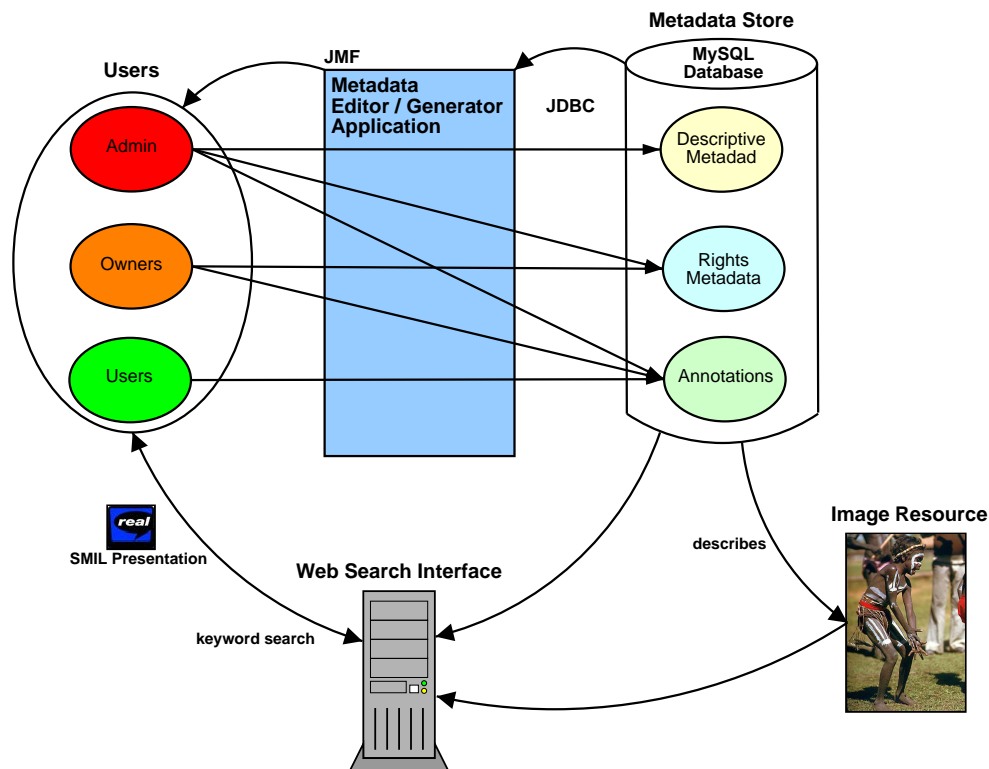 Metadata Store
JMF
MySQL
Database
Users
Metadata
Editor / Generator
Application
JDBC
Admin
Descriptive
Metadad
Owners
Rights
Metadata
Users
Annotations
real
SMIL Presentation
describes
Image Resource
Web Search Interface
keyword search